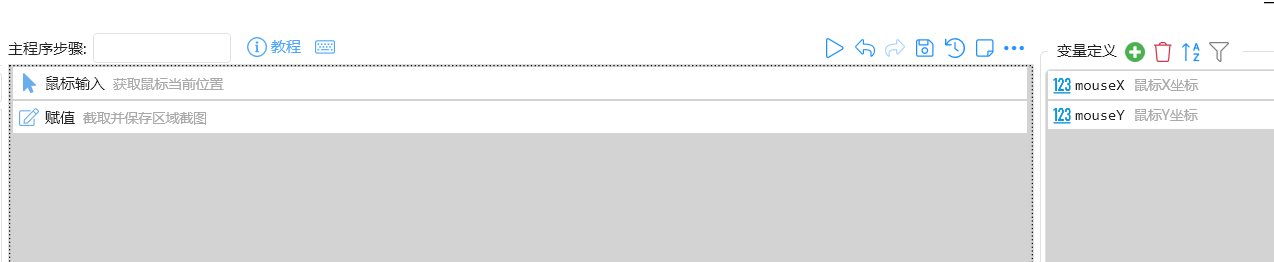 主程序步骤: 教程
变量定义
鼠标输入 获取鼠标当前位置
赋值 截取并保存区域截图
123 mouseX 鼠标X坐标
123 mouseY 鼠标Y坐标